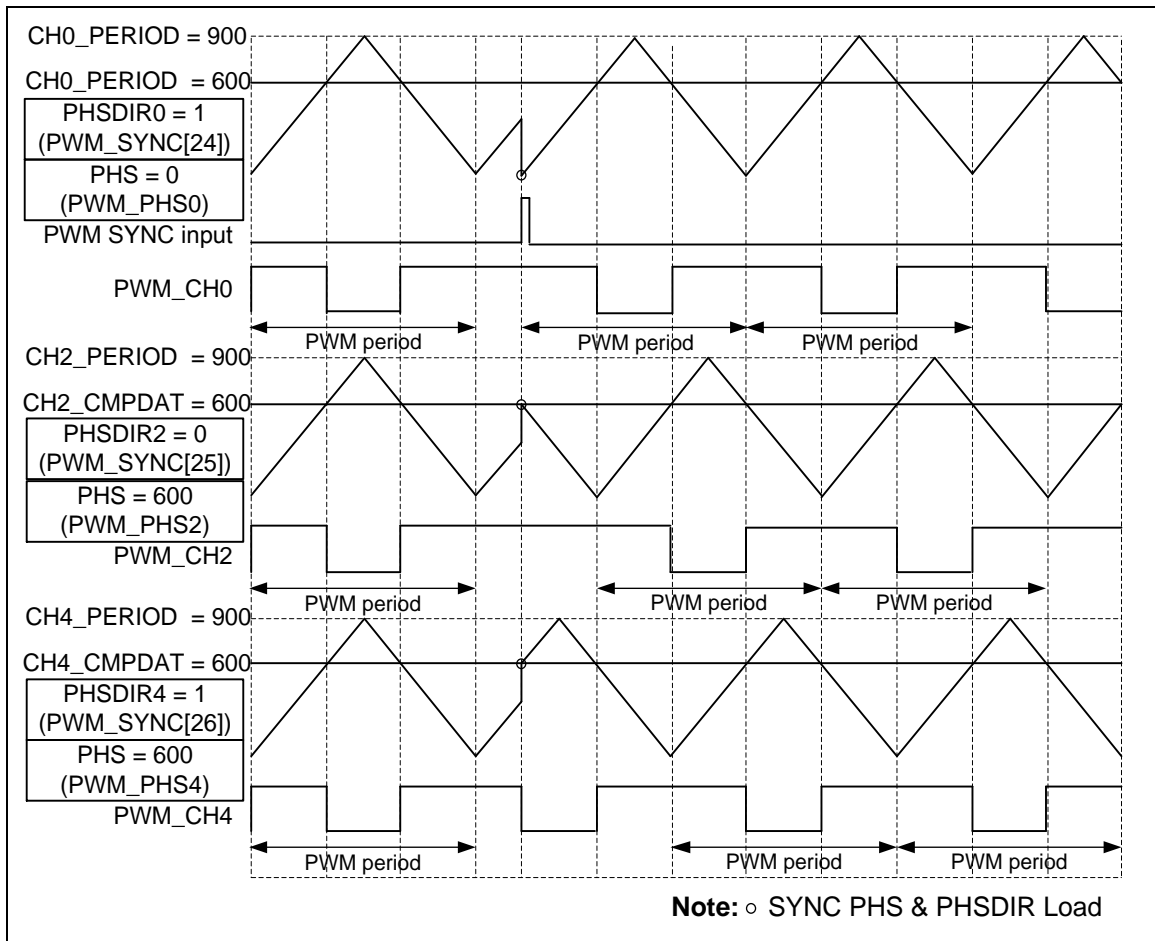 CH0_PERIOD = 900
CH0_PERIOD = 600
PHSDIR0 = 1
(PWM_SYNC[24])
PHS = 0
(PWM_PHS0)
PWM SYNC input
PWM_CH0
PWM period
PWM period
PWM period
CH2_PERIOD = 900
CH2_CMPDAT = 600
PHSDIR2 = 0
(PWM_SYNC[25])
PHS = 600
(PWM_PHS2)
PWM_CH2
PWM period
PWM period
PWM period
CH4_PERIOD = 900
CH4_CMPDAT = 600
PHSDIR4 = 1
(PWM_SYNC[26])
PHS = 600
(PWM_PHS4)
PWM_CH4
PWM period
PWM period
PWM period
Note: ○ SYNC PHS & PHSDIR Load